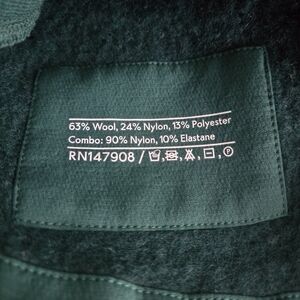 63% Wool, 24% Nylon, 13% Polyester
Combo: 90% Nylon, 10% Elastane
RN147908 /